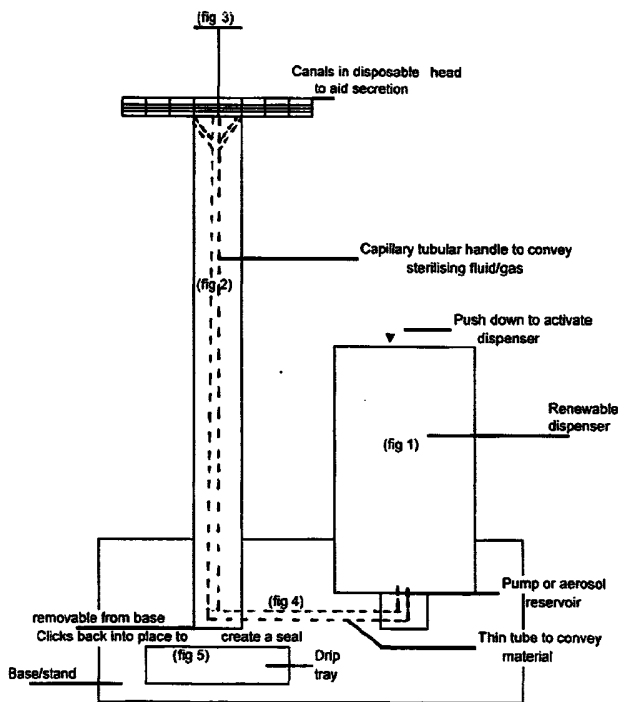 (fig 3)
Canals in disposable head
to aid secretion
Capillary tubular handle to convey
sterilising fluid/gas
(fig 2)
Push down to activate
dispenser
Renewable
dispenser
(fig 1)
(fig 4)
Pump or aerosol
reservoir
removable from base
Clicks back into place to create a seal
Thin tube to convey
material
(fig 5)
Drip
tray
Base/stand